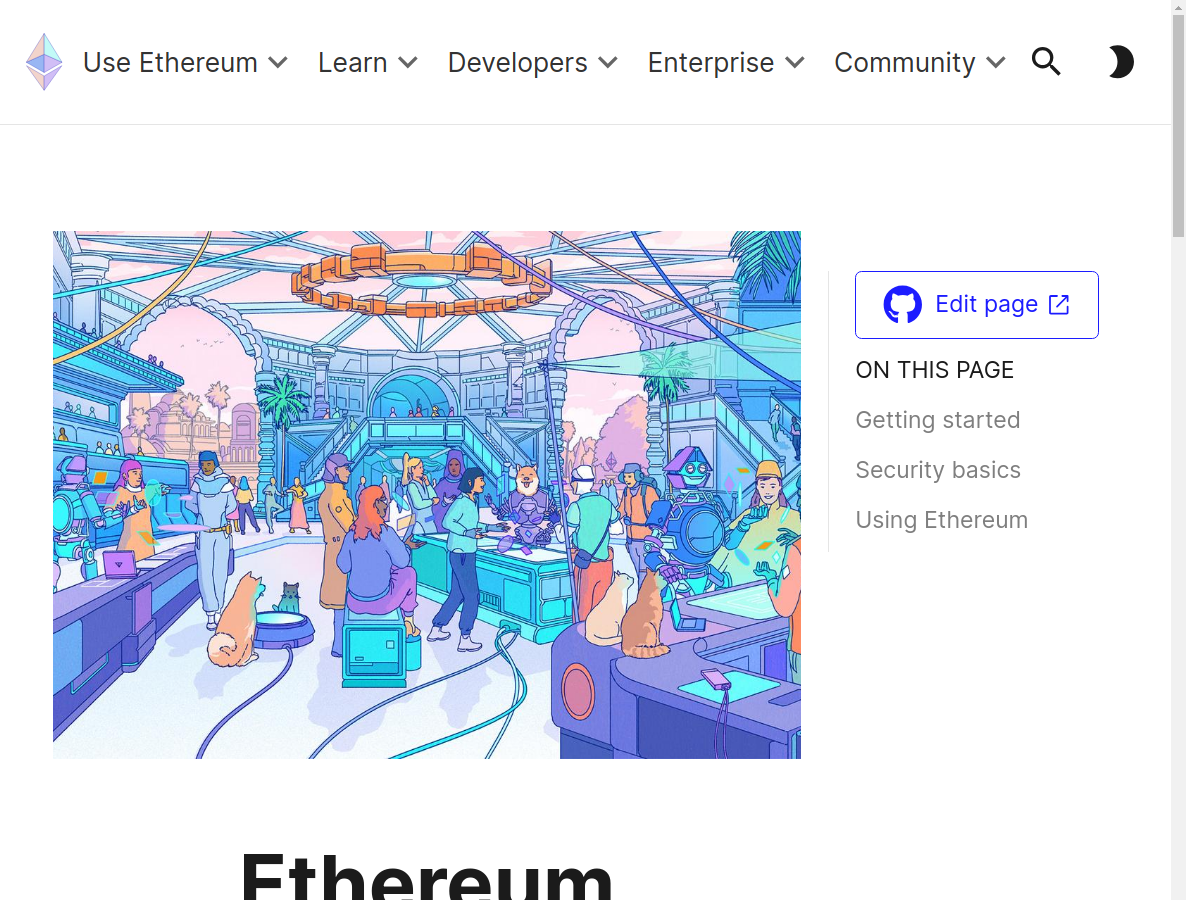 Use Ethereum
Learn
Developers
Enterprise
Community
Edit page
ON THIS PAGE
Getting started
Security basics
Using Ethereum
Ethereum